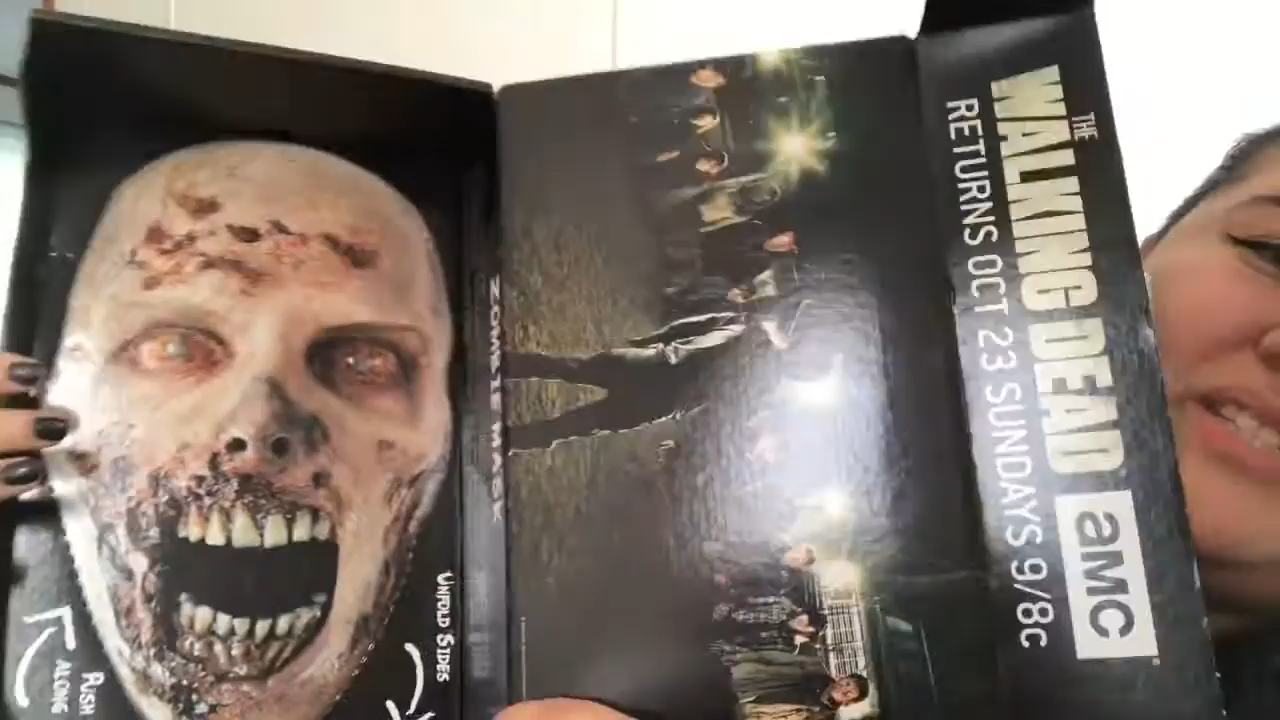 THE
WALKING DEAD
RETURNS OCT 23 SUNDAYS 9/8c
aMC
ZOMBIE MASK
UNFOLD SIDES
PUSH
ALONG